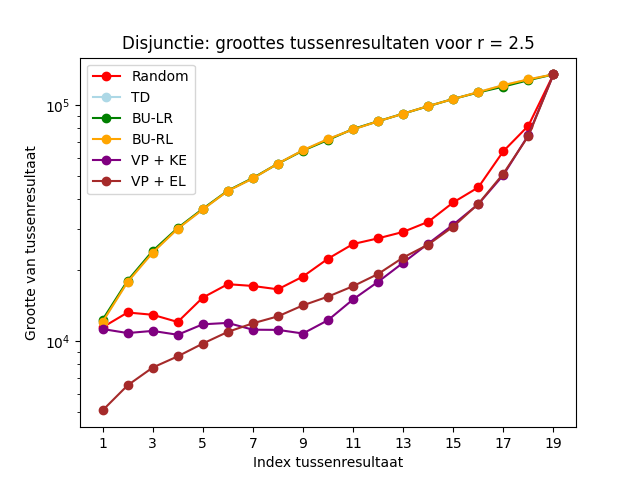 Disjunctie: groottes tussenresultaten voor r = 2.5
Random
TD
BU-LR
BU-RL
VP + KE
VP + EL
Grootte van tussenresultaat
10^5
10^4
1 3 5 7 9 11 13 15 17 19
Index tussenresultaat